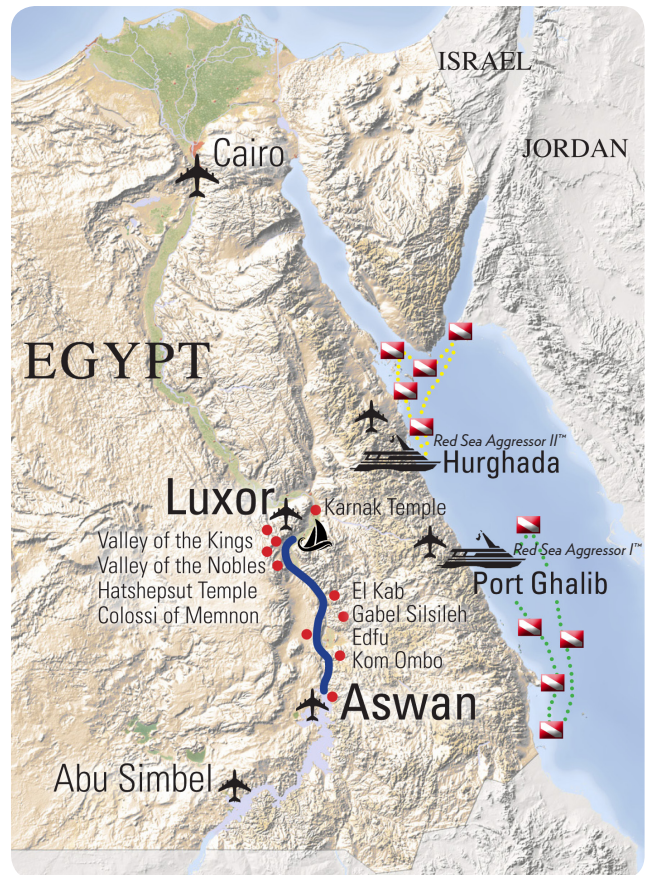 ISRAEL
JORDAN
Cairo
EGYPT
Red Sea Aggressor II™
Hurghada
Luxor
Karnak Temple
Valley of the Kings
Valley of the Nobles
Hatshepsut Temple
Colossi of Memnon
Red Sea Aggressor I™
Port Ghalib
El Kab
Gabel Silsileh
Edfu
Kom Ombo
Aswan
Abu Simbel